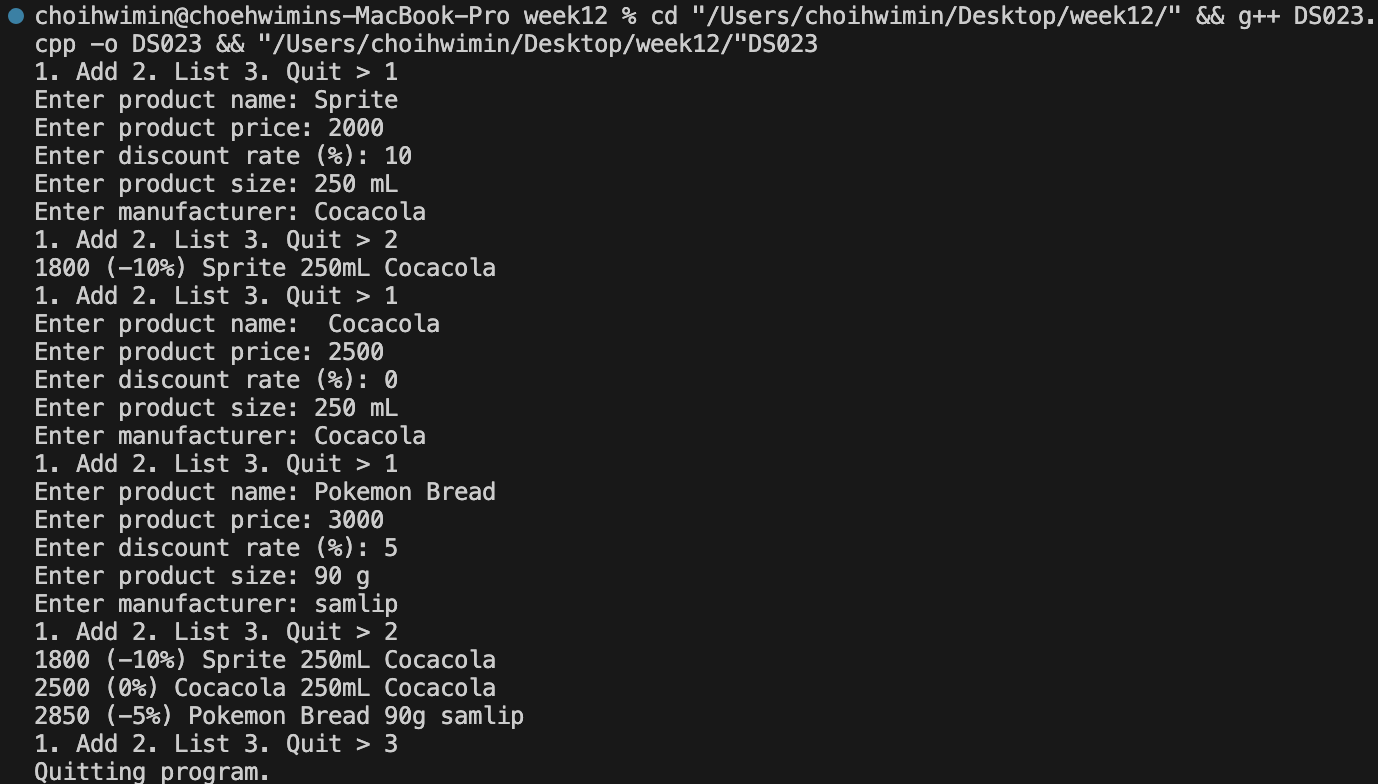 choihwimin@choehwimins-MacBook-Pro week12 % cd "/Users/choihwimin/Desktop/week12/" && g++ DS023.
cpp -o DS023 && "/Users/choihwimin/Desktop/week12/"DS023
1. Add 2. List 3. Quit > 1
Enter product name: Sprite
Enter product price: 2000
Enter discount rate (%): 10
Enter product size: 250 mL
Enter manufacturer: Cocacola
1. Add 2. List 3. Quit > 2
1800 (-10%) Sprite 250mL Cocacola
1. Add 2. List 3. Quit > 1
Enter product name:  Cocacola
Enter product price: 2500
Enter discount rate (%): 0
Enter product size: 250 mL
Enter manufacturer: Cocacola
1. Add 2. List 3. Quit > 1
Enter product name: Pokemon Bread
Enter product price: 3000
Enter discount rate (%): 5
Enter product size: 90 g
Enter manufacturer: samlip
1. Add 2. List 3. Quit > 2
1800 (-10%) Sprite 250mL Cocacola
2500 (0%) Cocacola 250mL Cocacola
2850 (-5%) Pokemon Bread 90g samlip
1. Add 2. List 3. Quit > 3
Quitting program.